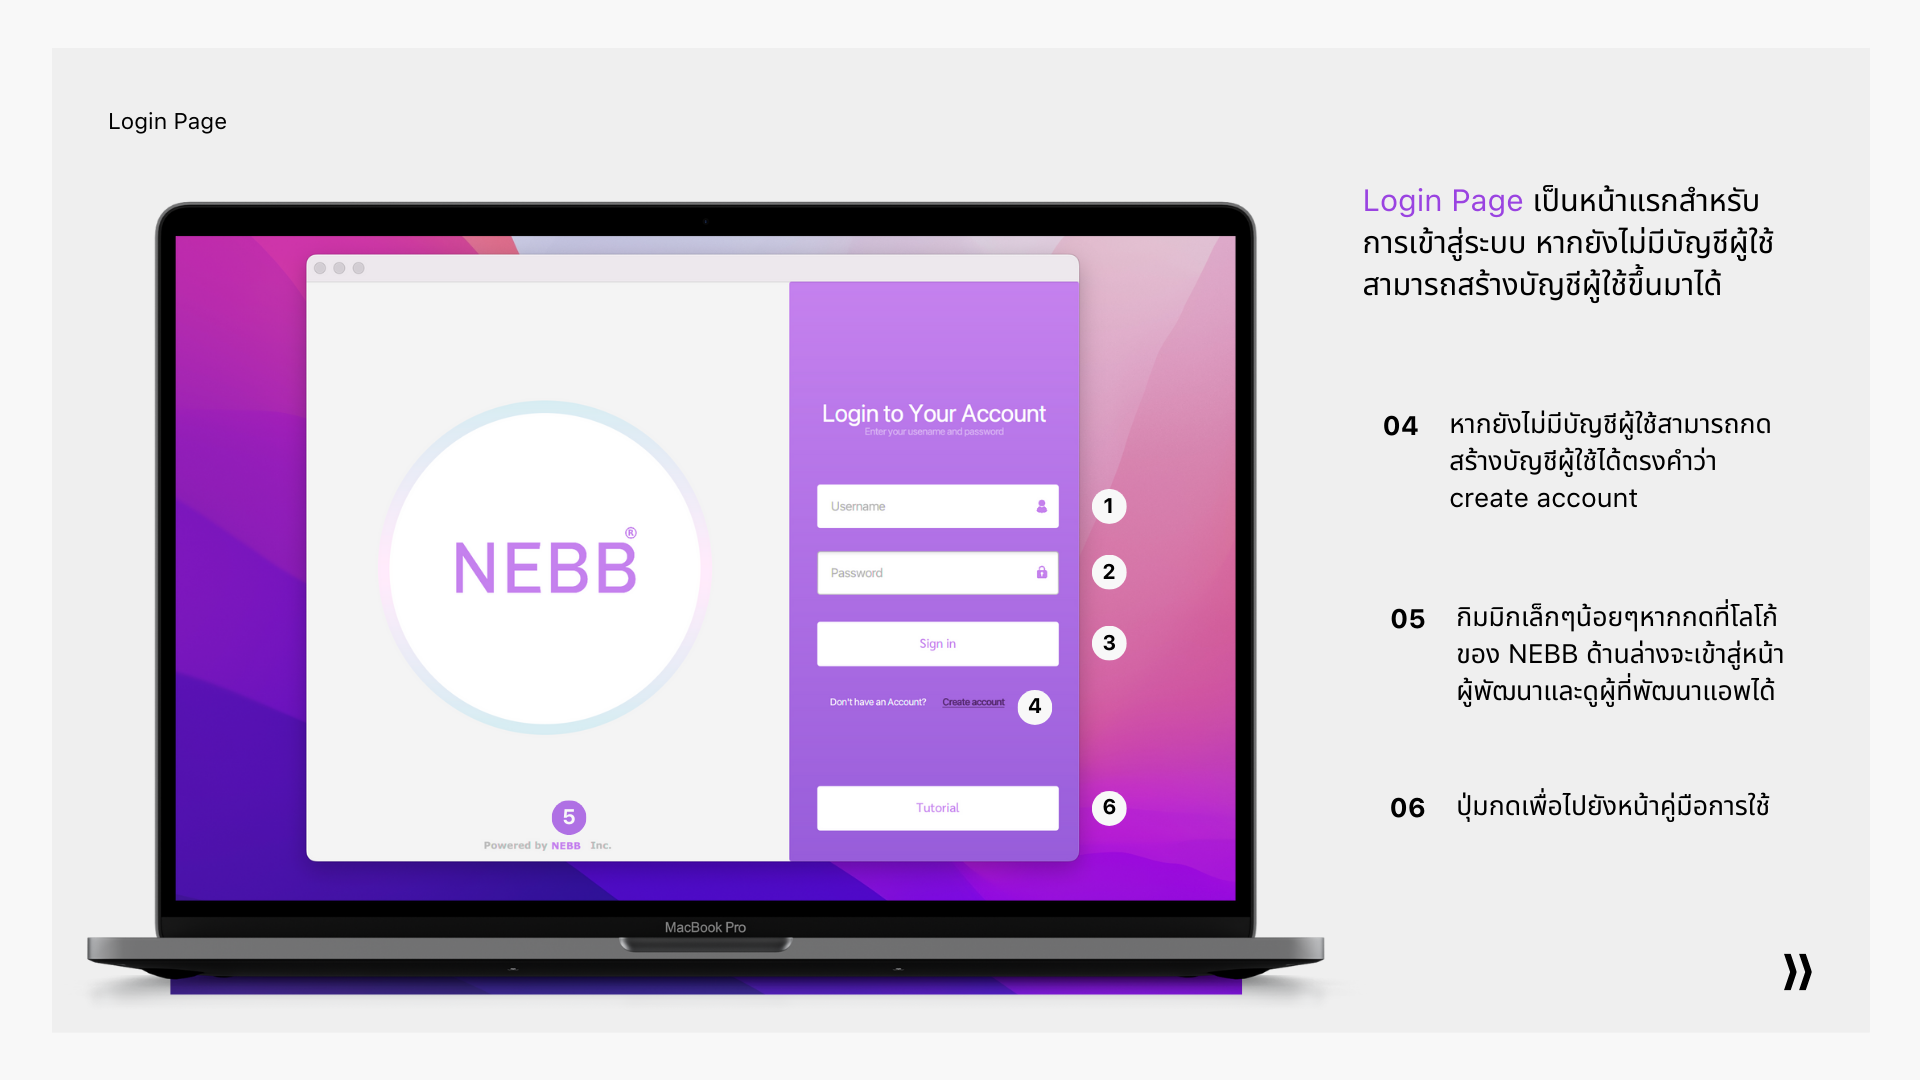 Login Page
Login Page เป็นหน้าแรกสำหรับ
การเข้าสู่ระบบ หากยังไม่มีบัญชีผู้ใช้
สามารถสร้างบัญชีผู้ใช้ขึ้นมาได้
Login to Your Account
Enter your usename and password
Username
1
NEBB®
Password
2
Sign in
3
Don't have an Account? Create account
4
Tutorial
6
5
Powered by NEBB Inc.
MacBook Pro
04 หากยังไม่มีบัญชีผู้ใช้สามารถกด
สร้างบัญชีผู้ใช้ได้ตรงคำว่า
create account
05 กิมมิกเล็กๆน้อยๆหากกดที่โลโก้
ของ NEBB ด้านล่างจะเข้าสู่หน้า
ผู้พัฒนาและดูผู้ที่พัฒนาแอพได้
06 ปุ่มกดเพื่อไปยังหน้าคู่มือการใช้